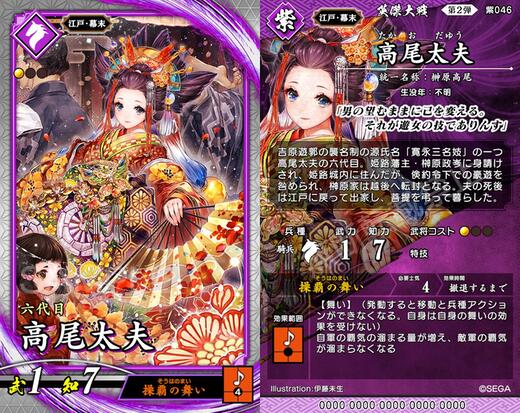 江戸・幕末
六代目
高尾太夫
武1 知7
そうはのまい
操覇の舞い
4
紫
江戸・幕末
英傑大戦
第2弾
紫046
たか お だゆう
高尾太夫
統一名称：榊原高尾
生没年：不明
「男の望むままに己を変える。
それが遊女の技でありんす」
吉原遊郭の襲名制の源氏名「寛永三名妓」の一つ
高尾太夫の六代目。姫路藩主・榊原政岑に身請け
され、姫路城内に住んだが、倹約令下での豪遊を
咎められ、榊原家は越後へ転封となる。夫の死後
は江戸に戻って出家し、菩提を弔って暮らした。
兵種 武力 知力 武将コスト
騎兵 1 7 特技
そうはのまい
操覇の舞い
必要士気
4
効果時間
撤退するまで
効果範囲
【舞い】（発動すると移動と兵種アクション
ができなくなる。自身は自身の舞いの効
果を受けない）
自軍の覇気の溜まる量が増え、敵軍の覇
気が溜まらなくなる
Illustration:伊藤未生
©SEGA
0000 0000 0000 0000 0000